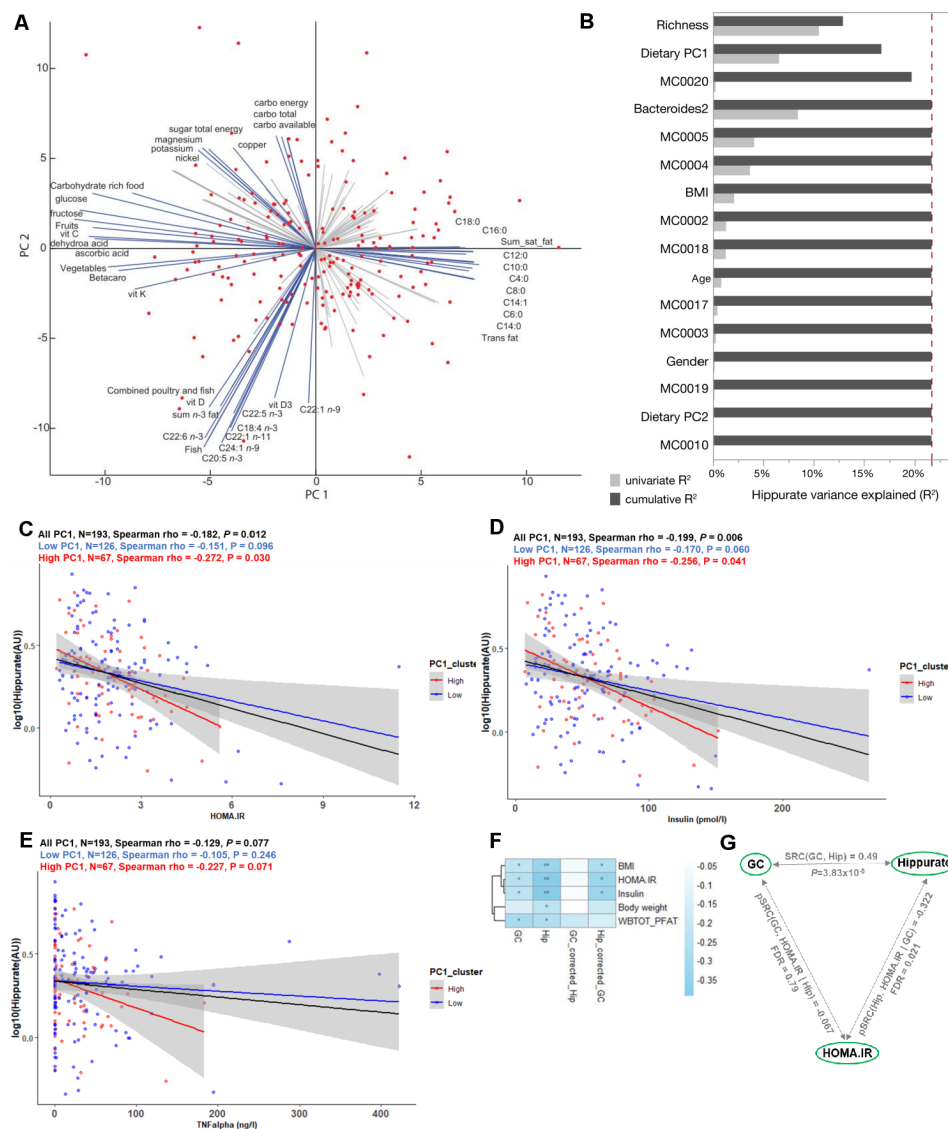 A
10
5
0
-5
-10
PC 2
carbo energy
carbo total
carbo available
sugar total energy
magnesium
potassium
nickel
copper
Carbohydrate rich food
glucose
fructose
Fruits
vit C
dehydroa acid
ascorbic acid
Vegetables
Betacaro
vit K
C18:0
C16:0
Sum_sat_fat
C12:0
C10:0
C4:0
C8:0
C14:1
C6:0
C14:0
Trans fat
Combined poultry and fish
vit D
sum n-3 fat
vit D3
C22:1 n-9
C22:5 n-3
C18:4 n-3
C22:6 n-3
C22:1 n-11
Fish
C24:1 n-9
C20:5 n-3
-10
-5
0
5
10
PC 1
B
Richness
Dietary PC1
MC0020
Bacteroides2
MC0005
MC0004
BMI
MC0002
MC0018
Age
MC0017
MC0003
Gender
MC0019
Dietary PC2
MC0010
0%
5%
10%
15%
20%
univariate R²
cumulative R²
Hippurate variance explained (R²)
C
All PC1, N=193, Spearman rho = -0.182, P = 0.012
Low PC1, N=126, Spearman rho = -0.151, P = 0.096
High PC1, N=67, Spearman rho = -0.272, P = 0.030
log10(Hippurate(AU))
0.5
0.0
0
3
6
9
12
HOMA.IR
PC1_cluster
High
Low
D
All PC1, N=193, Spearman rho = -0.199, P = 0.006
Low PC1, N=126, Spearman rho = -0.170, P = 0.060
High PC1, N=67, Spearman rho = -0.256, P = 0.041
log10(Hippurate(AU))
0.5
0.0
0
100
200
Insulin (pmol/l)
PC1_cluster
High
Low
E
All PC1, N=193, Spearman rho = -0.129, P = 0.077
Low PC1, N=126, Spearman rho = -0.105, P = 0.246
High PC1, N=67, Spearman rho = -0.227, P = 0.071
log10(Hippurate(AU))
0.5
0.0
0
100
200
300
400
TNFalpha (ng/l)
PC1_cluster
High
Low
F
BMI
HOMA.IR
Insulin
Body weight
WBTOT_PFAT
GC
Hip
GC_corrected_Hip
Hip_corrected_GC
-0.05
-0.1
-0.15
-0.2
-0.25
-0.3
-0.35
G
GC
Hippurate
SRC(GC, Hip) = 0.49
pSRC(GC, HOMA.IR | Hip) = -0.067
FDR = 0.79
pSRC(Hip, HOMA.IR | GC) = -0.322
FDR = 0.021
HOMA.IR